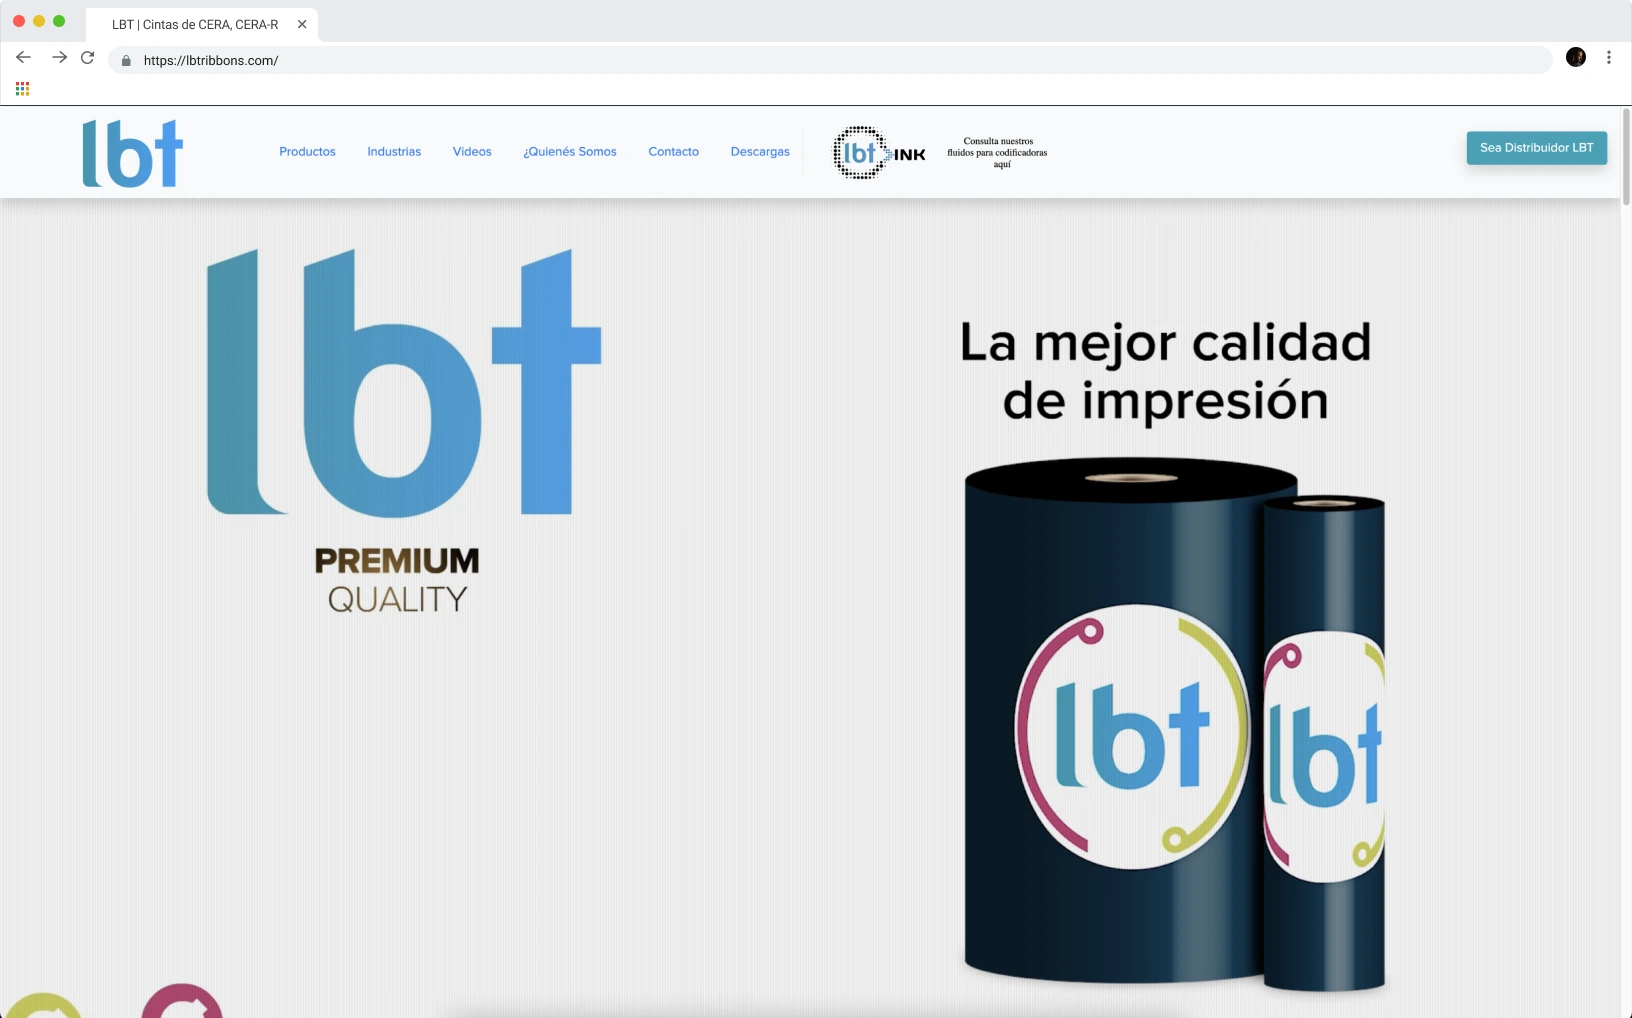 LBT | Cintas de CERA, CERA-R
https://lbtribbons.com/
lbt
Productos
Industrias
Videos
¿Quienés Somos
Contacto
Descargas
lbt INK
Consulta nuestros
fluidos para codificadoras
aquí
Sea Distribuidor LBT
lbt
PREMIUM
QUALITY
La mejor calidad
de impresión
lbt
lbt